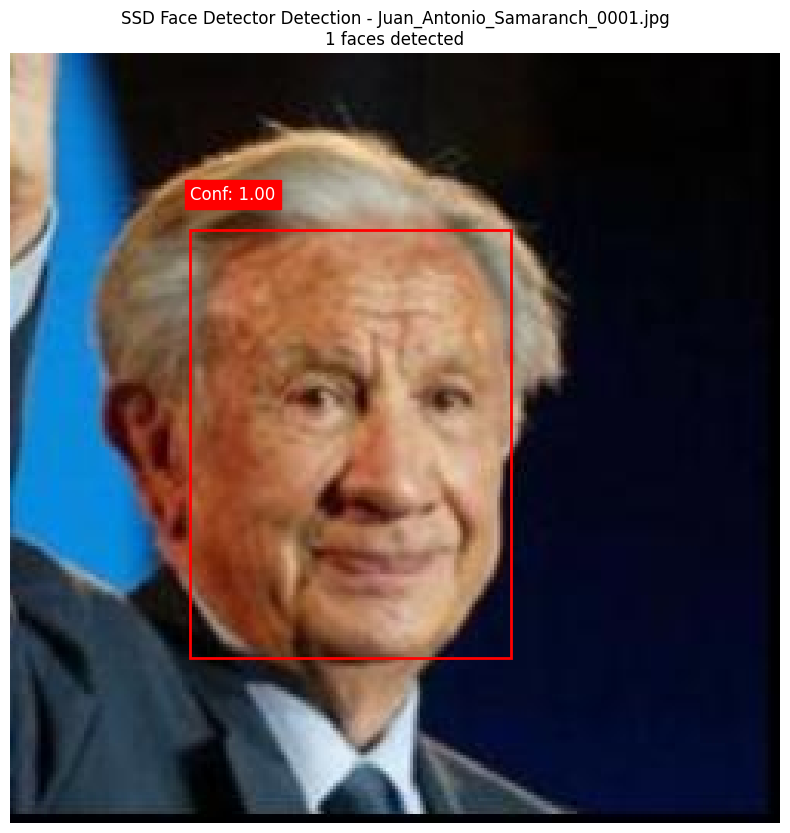 SSD Face Detector Detection - Juan_Antonio_Samaranch_0001.jpg
1 faces detected
Conf: 1.00